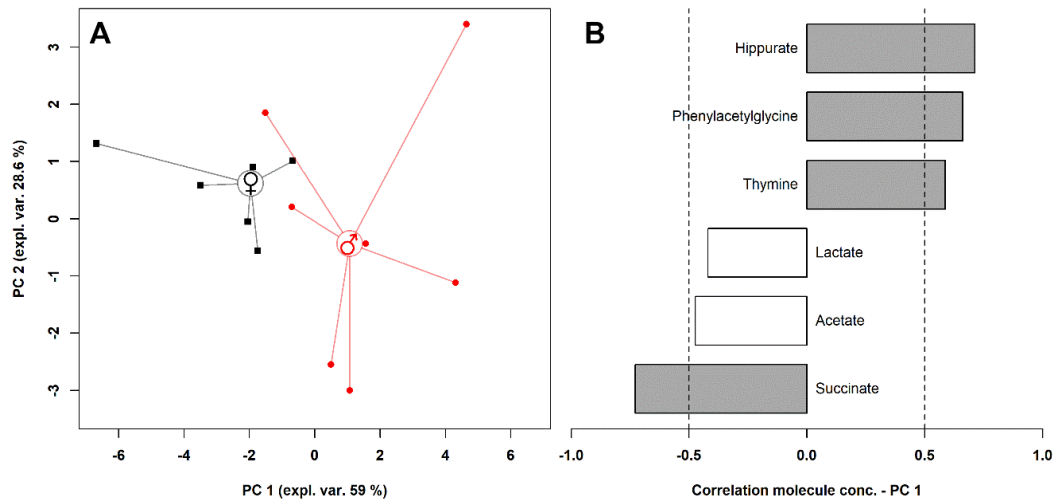 A
PC 2 (expl. var. 28.6 %)
3
2
1
0
-1
-2
-3
♀
♂
-6
-4
-2
0
2
4
6
PC 1 (expl. var. 59 %)
B
Hippurate
Phenylacetylglycine
Thymine
Lactate
Acetate
Succinate
-1.0
-0.5
0.0
0.5
1.0
Correlation molecule conc. - PC 1